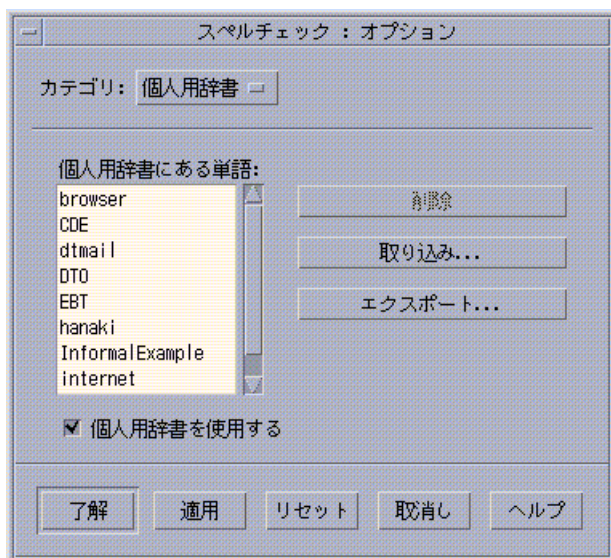 スペルチェック : オプション
カテゴリ: 個人用辞書
個人用辞書にある単語:
browser
CDE
dtmail
DTO
EBT
hanaki
InformalExample
internet
削除
取り込み...
エクスポート...
個人用辞書を使用する
了解 適用 リセット 取消し ヘルプ